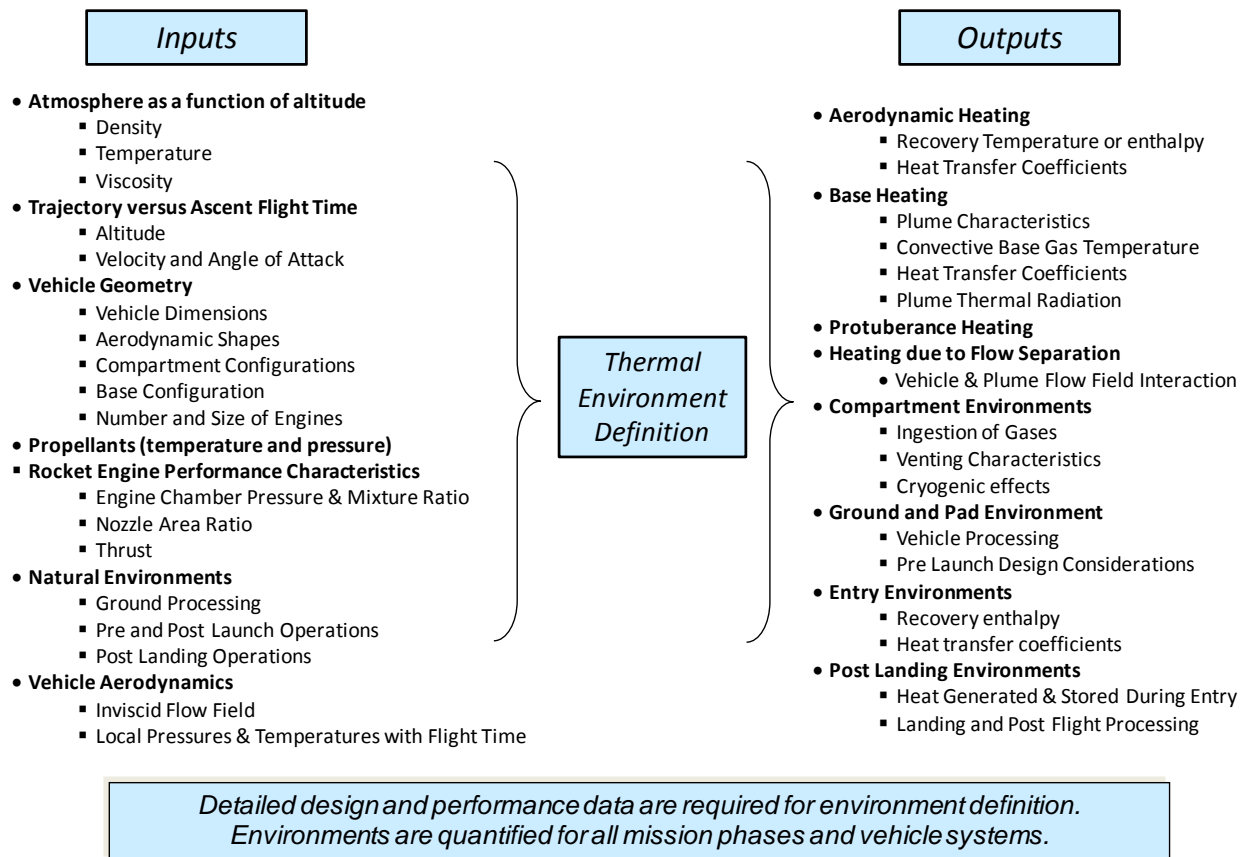 Inputs
• Atmosphere as a function of altitude
▪ Density
▪ Temperature
▪ Viscosity
• Trajectory versus Ascent Flight Time
▪ Altitude
▪ Velocity and Angle of Attack
• Vehicle Geometry
▪ Vehicle Dimensions
▪ Aerodynamic Shapes
▪ Compartment Configurations
▪ Base Configuration
▪ Number and Size of Engines
• Propellants (temperature and pressure)
▪ Rocket Engine Performance Characteristics
▪ Engine Chamber Pressure & Mixture Ratio
▪ Nozzle Area Ratio
▪ Thrust
• Natural Environments
▪ Ground Processing
▪ Pre and Post Launch Operations
▪ Post Landing Operations
• Vehicle Aerodynamics
▪ Inviscid Flow Field
▪ Local Pressures & Temperatures with Flight Time
Thermal
Environment
Definition
Outputs
• Aerodynamic Heating
▪ Recovery Temperature or enthalpy
▪ Heat Transfer Coefficients
• Base Heating
▪ Plume Characteristics
▪ Convective Base Gas Temperature
▪ Heat Transfer Coefficients
▪ Plume Thermal Radiation
• Protuberance Heating
• Heating due to Flow Separation
• Vehicle & Plume Flow Field Interaction
• Compartment Environments
▪ Ingestion of Gases
▪ Venting Characteristics
▪ Cryogenic effects
• Ground and Pad Environment
▪ Vehicle Processing
▪ Pre Launch Design Considerations
• Entry Environments
▪ Recovery enthalpy
▪ Heat transfer coefficients
• Post Landing Environments
▪ Heat Generated & Stored During Entry
▪ Landing and Post Flight Processing
Detailed design and performance data are required for environment definition.
Environments are quantified for all mission phases and vehicle systems.